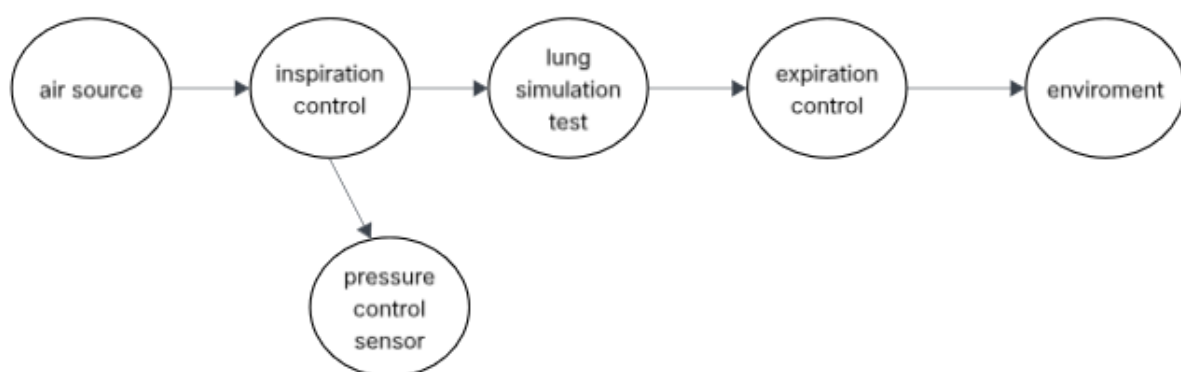 air source
inspiration
control
lung
simulation
test
expiration
control
enviroment
pressure
control
sensor